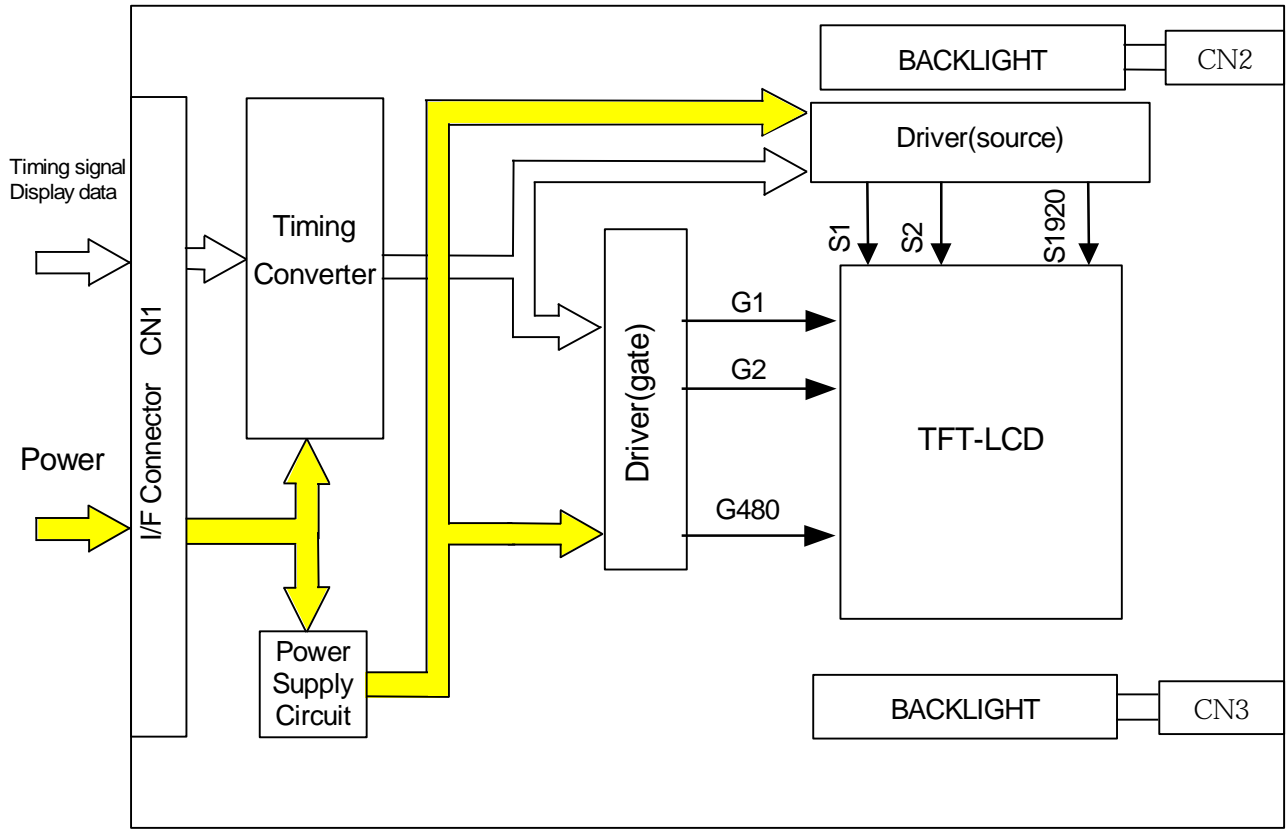 BACKLIGHT
CN2
Timing signal
Display data
Driver(source)
Timing
Converter
S1
S2
S1920
I/F Connector CN1
Driver(gate)
G1
G2
G480
TFT-LCD
Power
Power
Supply
Circuit
BACKLIGHT
CN3